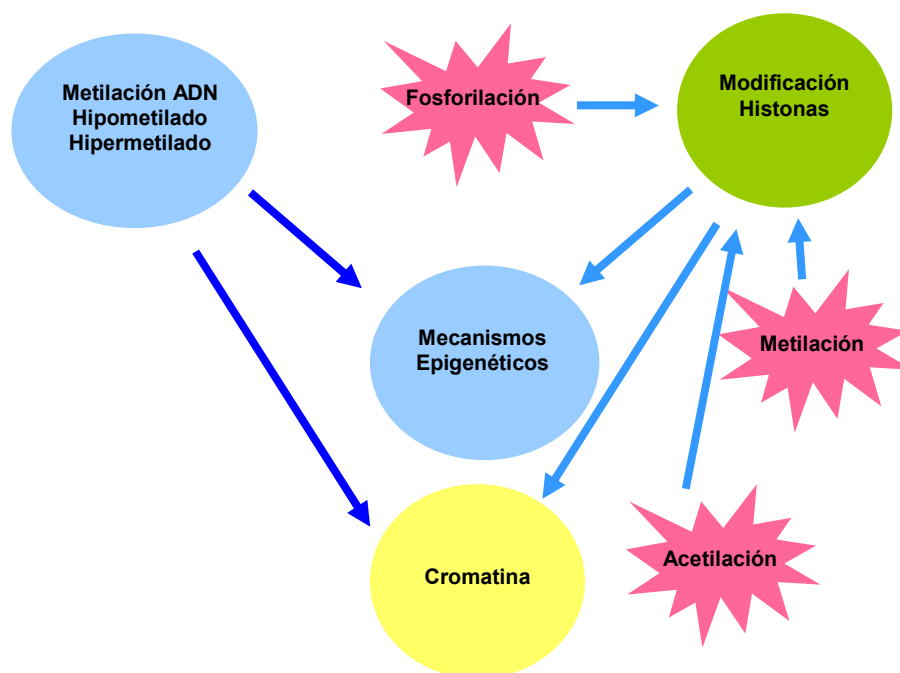 Metilación ADN
Hipometilado
Hipermetilado
Fosforilación
Modificación
Histonas
Mecanismos
Epigenéticos
Metilación
Acetilación
Cromatina